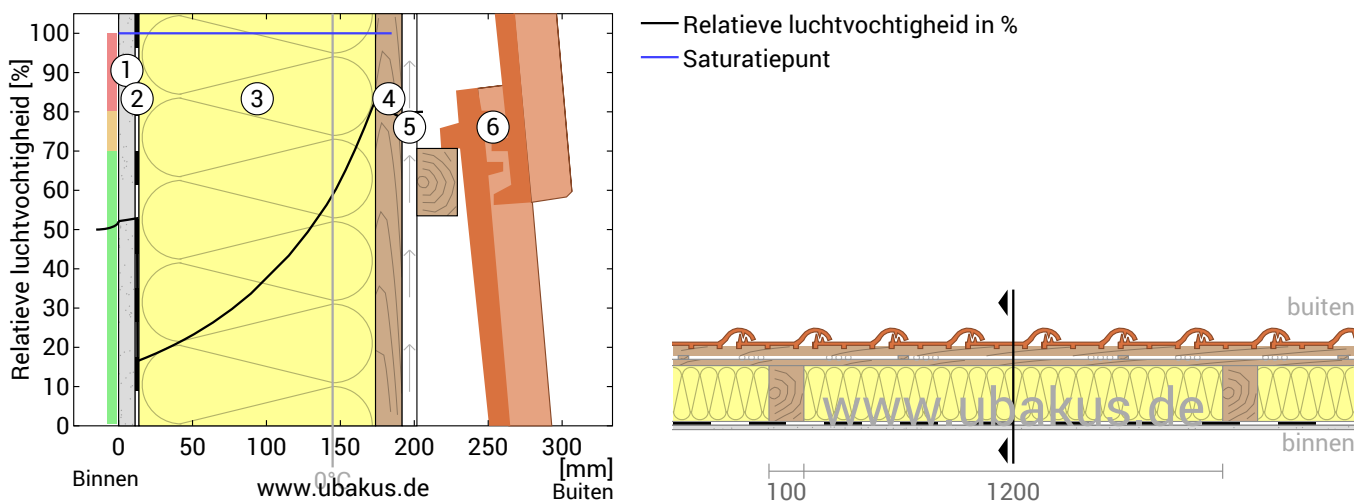 Relatieve luchtvochtigheid [%]
100
90
80
70
60
50
40
30
20
10
0
1
2
3
4
5
6
0
50
100
150
200
250
300
[mm]
Binnen
0°C
www.ubakus.de
Buiten
Relatieve luchtvochtigheid in %
Saturatiepunt
buiten
www.ubakus.de
binnen
100
1200